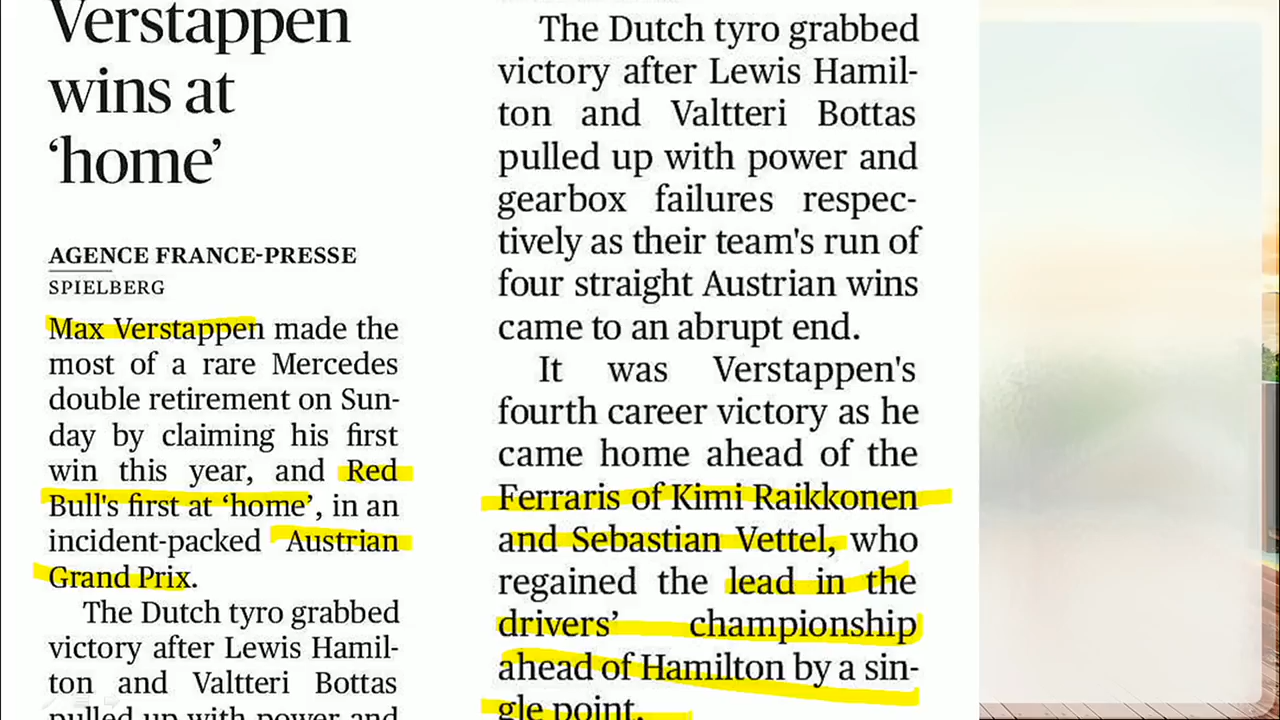 Verstappen
wins at
‘home’
AGENCE FRANCE-PRESSE
SPIELBERG
Max Verstappen made the
most of a rare Mercedes
double retirement on Sun-
day by claiming his first
win this year, and Red
Bull's first at ‘home’, in an
incident-packed Austrian
Grand Prix.
The Dutch tyro grabbed
victory after Lewis Hamil-
ton and Valtteri Bottas
pulled up with power and
The Dutch tyro grabbed
victory after Lewis Hamil-
ton and Valtteri Bottas
pulled up with power and
gearbox failures respec-
tively as their team's run of
four straight Austrian wins
came to an abrupt end.
It was Verstappen's
fourth career victory as he
came home ahead of the
Ferraris of Kimi Raikkonen
and Sebastian Vettel, who
regained the lead in the
drivers’ championship
ahead of Hamilton by a sin-
gle point.